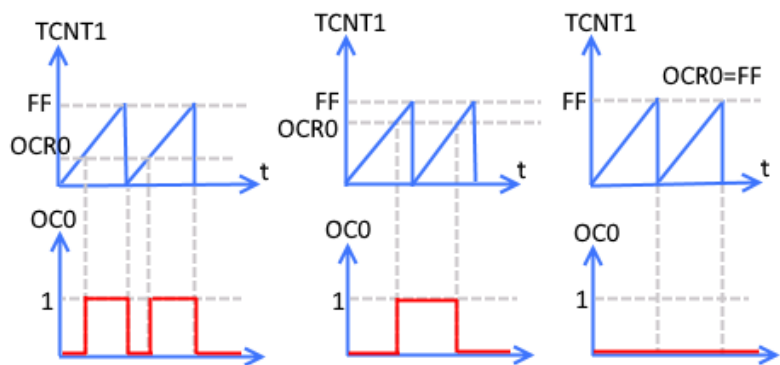 TCNT1
FF
OCR0
t
OC0
1
TCNT1
FF
OCR0
t
OC0
1
TCNT1
OCR0=FF
FF
t
OC0
1